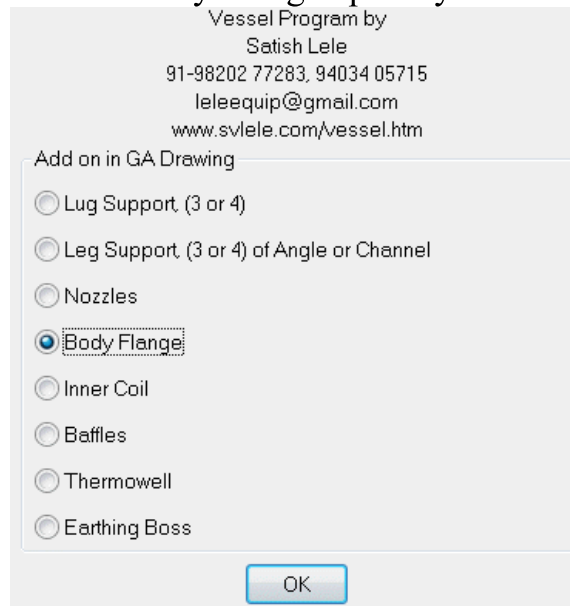 Vessel Program by
Satish Lele
91-98202 77283, 94034 05715
leleequip@gmail.com
www.svlele.com/vessel.htm
Add on in GA Drawing
Lug Support, (3 or 4)
Leg Support, (3 or 4) of Angle or Channel
Nozzles
Body Flange
Inner Coil
Baffles
Thermowell
Earthing Boss
OK